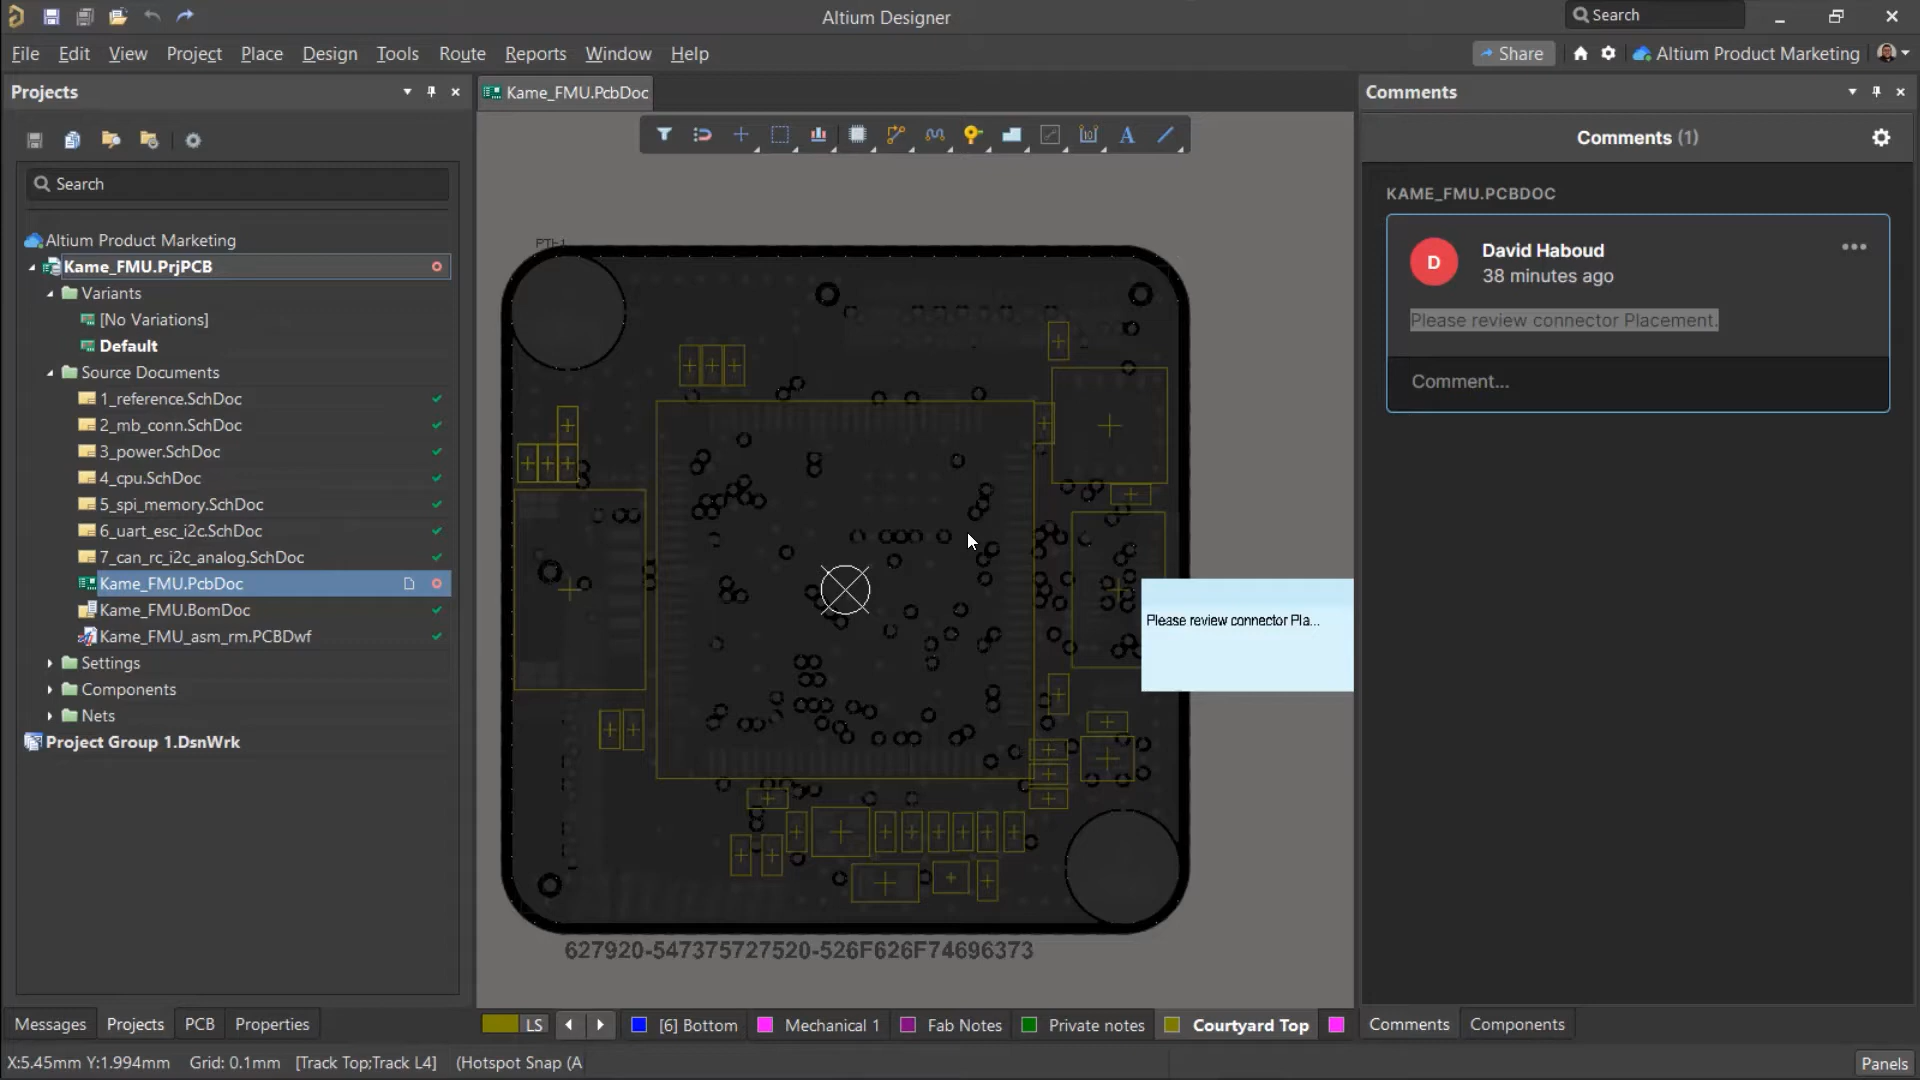 Altium Designer
Search
File Edit View Project Place Design Tools Route Reports Window Help
Share
Altium Product Marketing
Projects
Kame_FMU.PcbDoc
Comments
Search
Comments (1)
KAME_FMU.PCBDOC
David Haboud
38 minutes ago
Please review connector Placement.
Comment...
Altium Product Marketing
Kame_FMU.PrjPCB
Variants
[No Variations]
Default
Source Documents
1_reference.SchDoc
2_mb_conn.SchDoc
3_power.SchDoc
4_cpu.SchDoc
5_spi_memory.SchDoc
6_uart_esc_i2c.SchDoc
7_can_rc_i2c_analog.SchDoc
Kame_FMU.PcbDoc
Kame_FMU.BomDoc
Kame_FMU_asm_rm.PCBDwf
Settings
Components
Nets
Project Group 1.DsnWrk
D
Please review connector Pla...
627920-547375727520-526F626F74696373
Messages Projects PCB Properties
LS [6] Bottom Mechanical 1 Fab Notes Private notes Courtyard Top
Comments Components
X:5.45mm Y:1.994mm Grid: 0.1mm [Track Top;Track L4] (Hotspot Snap (A
Panels